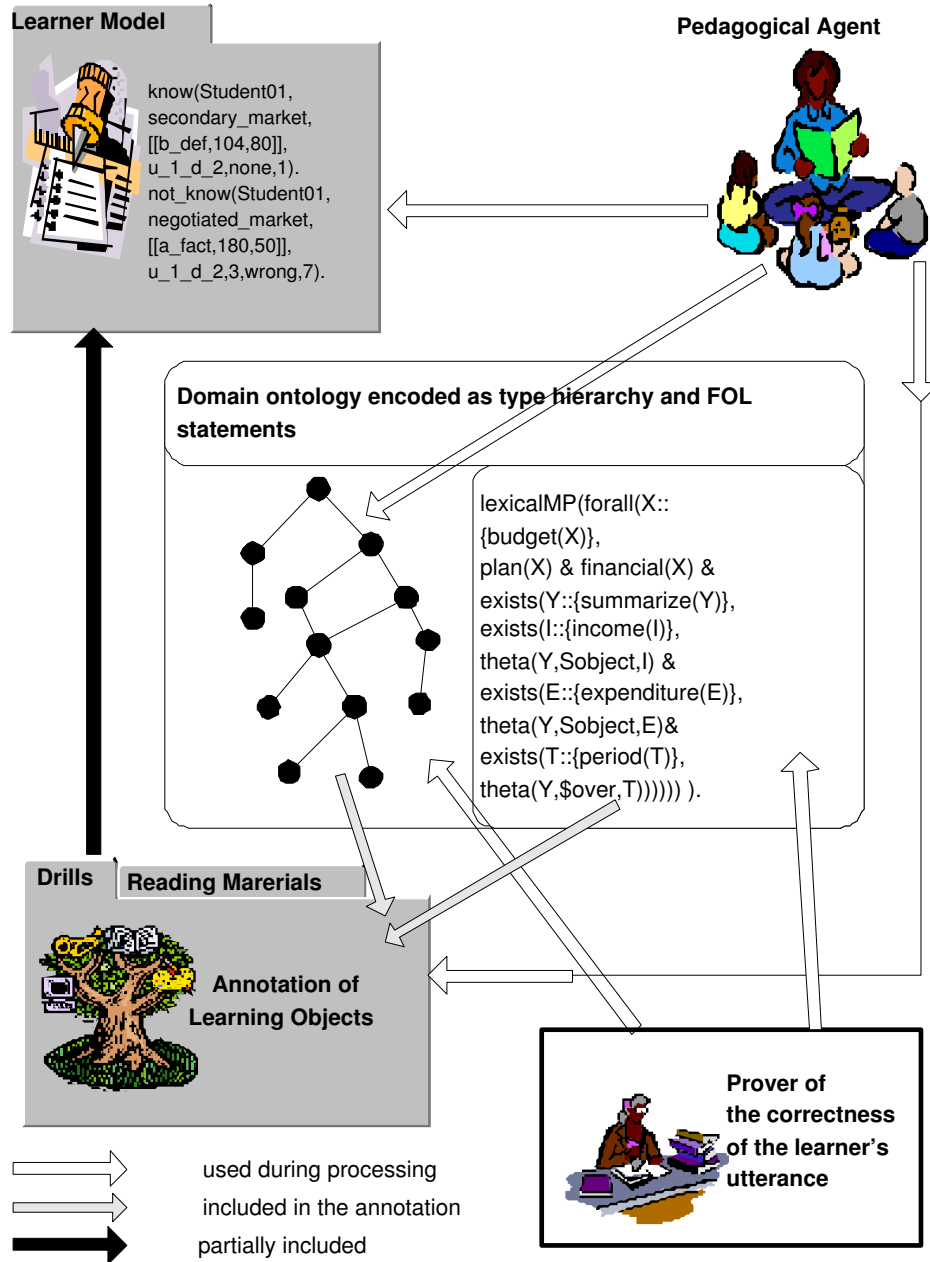 Learner Model
know(Student01,
secondary_market,
[[b_def,104,80]],
u_1_d_2,none,1).
not_know(Student01,
negotiated_market,
[[a_fact,180,50]],
u_1_d_2,3,wrong,7).
Pedagogical Agent
Domain ontology encoded as type hierarchy and FOL
statements
lexicalMP(forall(X::
{budget(X)},
plan(X) & financial(X) &
exists(Y::{summarize(Y)},
exists(I::{income(I)},
theta(Y,Sobject,I) &
exists(E::{expenditure(E)},
theta(Y,Sobject,E)&
exists(T::{period(T)},
theta(Y,$over,T)))))) ).
Drills
Reading Marerials
Annotation of
Learning Objects
Prover of
the correctness
of the learner's
utterance
used during processing
included in the annotation
partially included